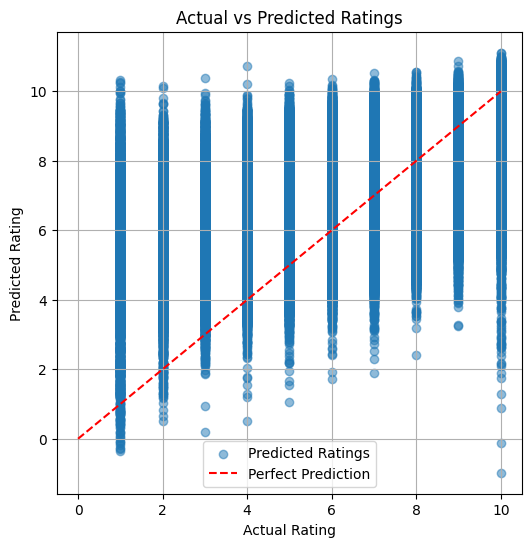 Actual vs Predicted Ratings
Predicted Rating
10
8
6
4
2
0
Predicted Ratings
Perfect Prediction
0
2
4
6
8
10
Actual Rating